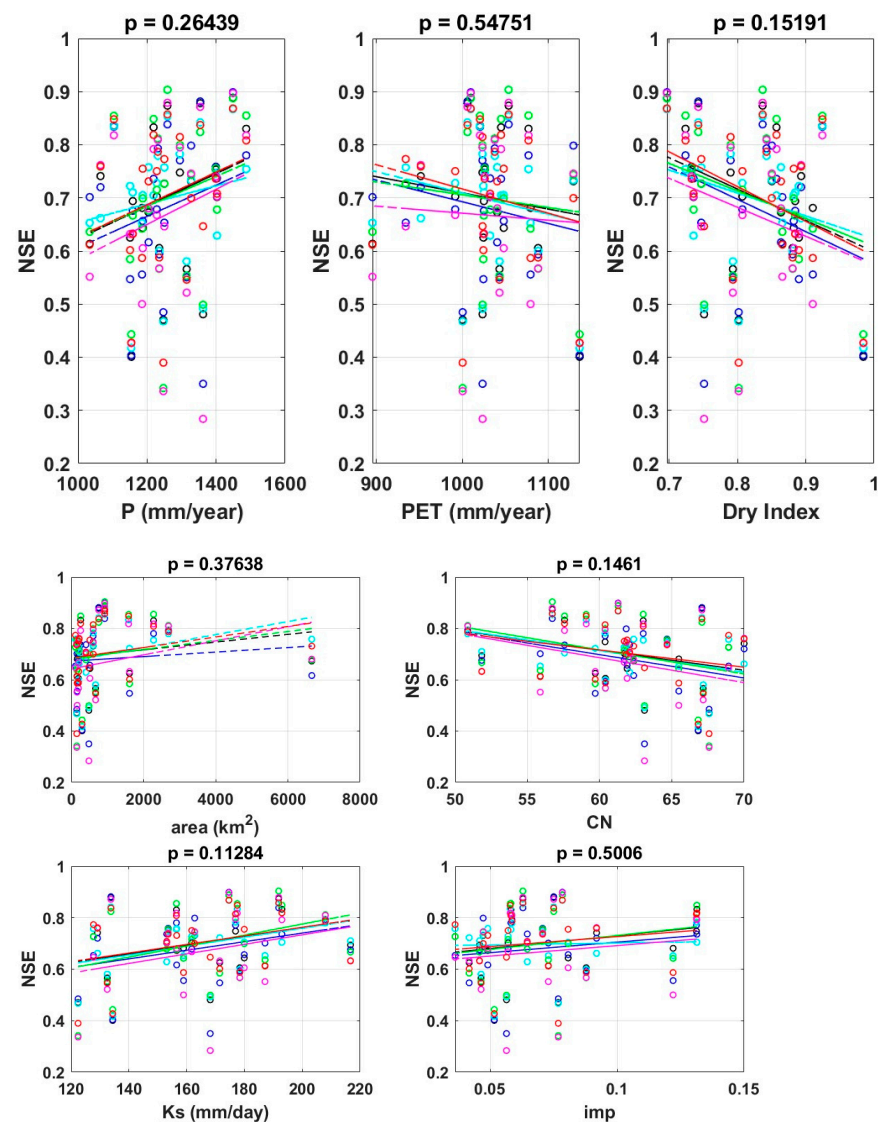 p = 0.26439 p = 0.54751 p = 0.15191
1 1 1
0.9 0.9 0.9
0.8 0.8 0.8
0.7 0.7 0.7
NSE NSE NSE
0.6 0.6 0.6
0.5 0.5 0.5
0.4 0.4 0.4
0.3 0.3 0.3
0.2 0.2 0.2
1000 1200 1400 1600 900 1000 1100 0.7 0.8 0.9 1
P (mm/year) PET (mm/year) Dry Index
p = 0.37638 p = 0.1461
1 1
0.8 0.8
NSE NSE
0.6 0.6
0.4 0.4
0.2 0.2
0 2000 4000 6000 8000 50 55 60 65 70
area (km²) CN
p = 0.11284 p = 0.5006
1 1
0.8 0.8
NSE NSE
0.6 0.6
0.4 0.4
0.2 0.2
120 140 160 180 200 220 0.05 0.1 0.15
Ks (mm/day) imp